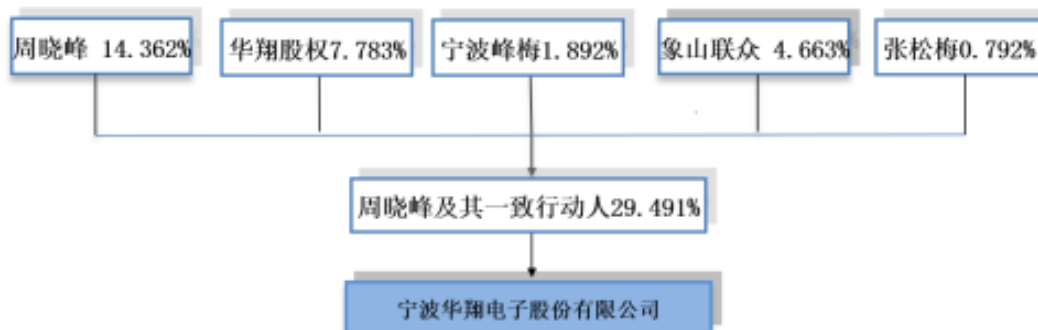 周晓峰 14.362%
华翔股权7.783%
宁波峰梅1.892%
象山联众 4.663%
张松梅0.792%
周晓峰及其一致行动人29.491%
宁波华翔电子股份有限公司